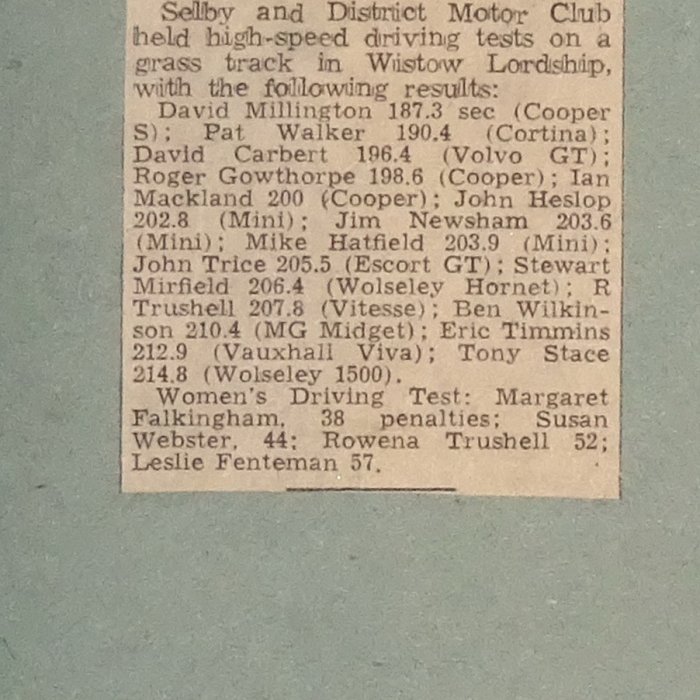 Selby and District Motor Club
held high-speed driving tests on a
grass track in Wistow Lordship,
with the following results:
David Millington 187.3 sec (Cooper
S); Pat Walker 190.4 (Cortina);
David Carbert 196.4 (Volvo GT);
Roger Gowthorpe 198.6 (Cooper); Ian
Mackland 200 (Cooper); John Heslop
202.8 (Mini); Jim Newsham 203.6
(Mini); Mike Hatfield 203.9 (Mini);
John Trice 205.5 (Escort GT); Stewart
Mirfield 206.4 (Wolseley Hornet); R
Trushell 207.8 (Vitesse); Ben Wilkin-
son 210.4 (MG Midget); Eric Timmins
212.9 (Vauxhall Viva); Tony Stace
214.8 (Wolseley 1500).
Women's Driving Test: Margaret
Falkingham, 38 penalties; Susan
Webster, 44; Rowena Trushell 52;
Leslie Fenteman 57.